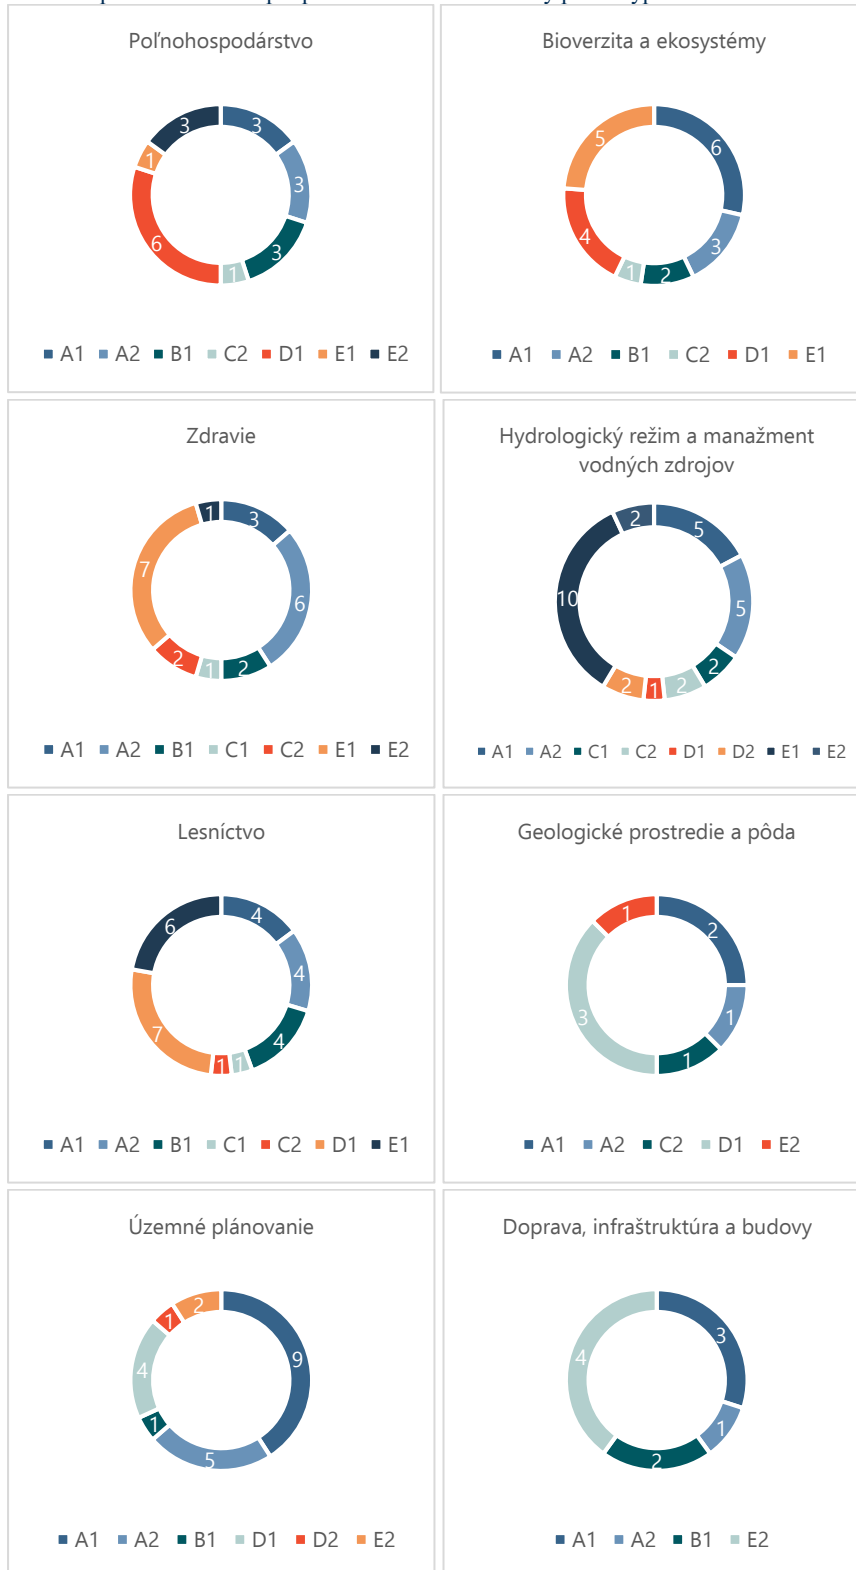 Poľnohospodárstvo
3
3
3
1
6
1
3
A1 A2 B1 C2 D1 E1 E2
Bioverzita a ekosystémy
6
3
2
1
4
5
A1 A2 B1 C2 D1 E1
Zdravie
3
6
2
1
2
7
1
A1 A2 B1 C1 C2 E1 E2
Hydrologický režim a manažment
vodných zdrojov
5
5
2
2
1
2
10
2
A1 A2 C1 C2 D1 D2 E1 E2
Lesníctvo
4
4
4
1
1
7
6
A1 A2 B1 C1 C2 D1 E1
Geologické prostredie a pôda
2
1
1
3
1
A1 A2 C2 D1 E2
Územné plánovanie
9
5
1
4
1
2
A1 A2 B1 D1 D2 E2
Doprava, infraštruktúra a budovy
3
1
2
4
A1 A2 B1 E2